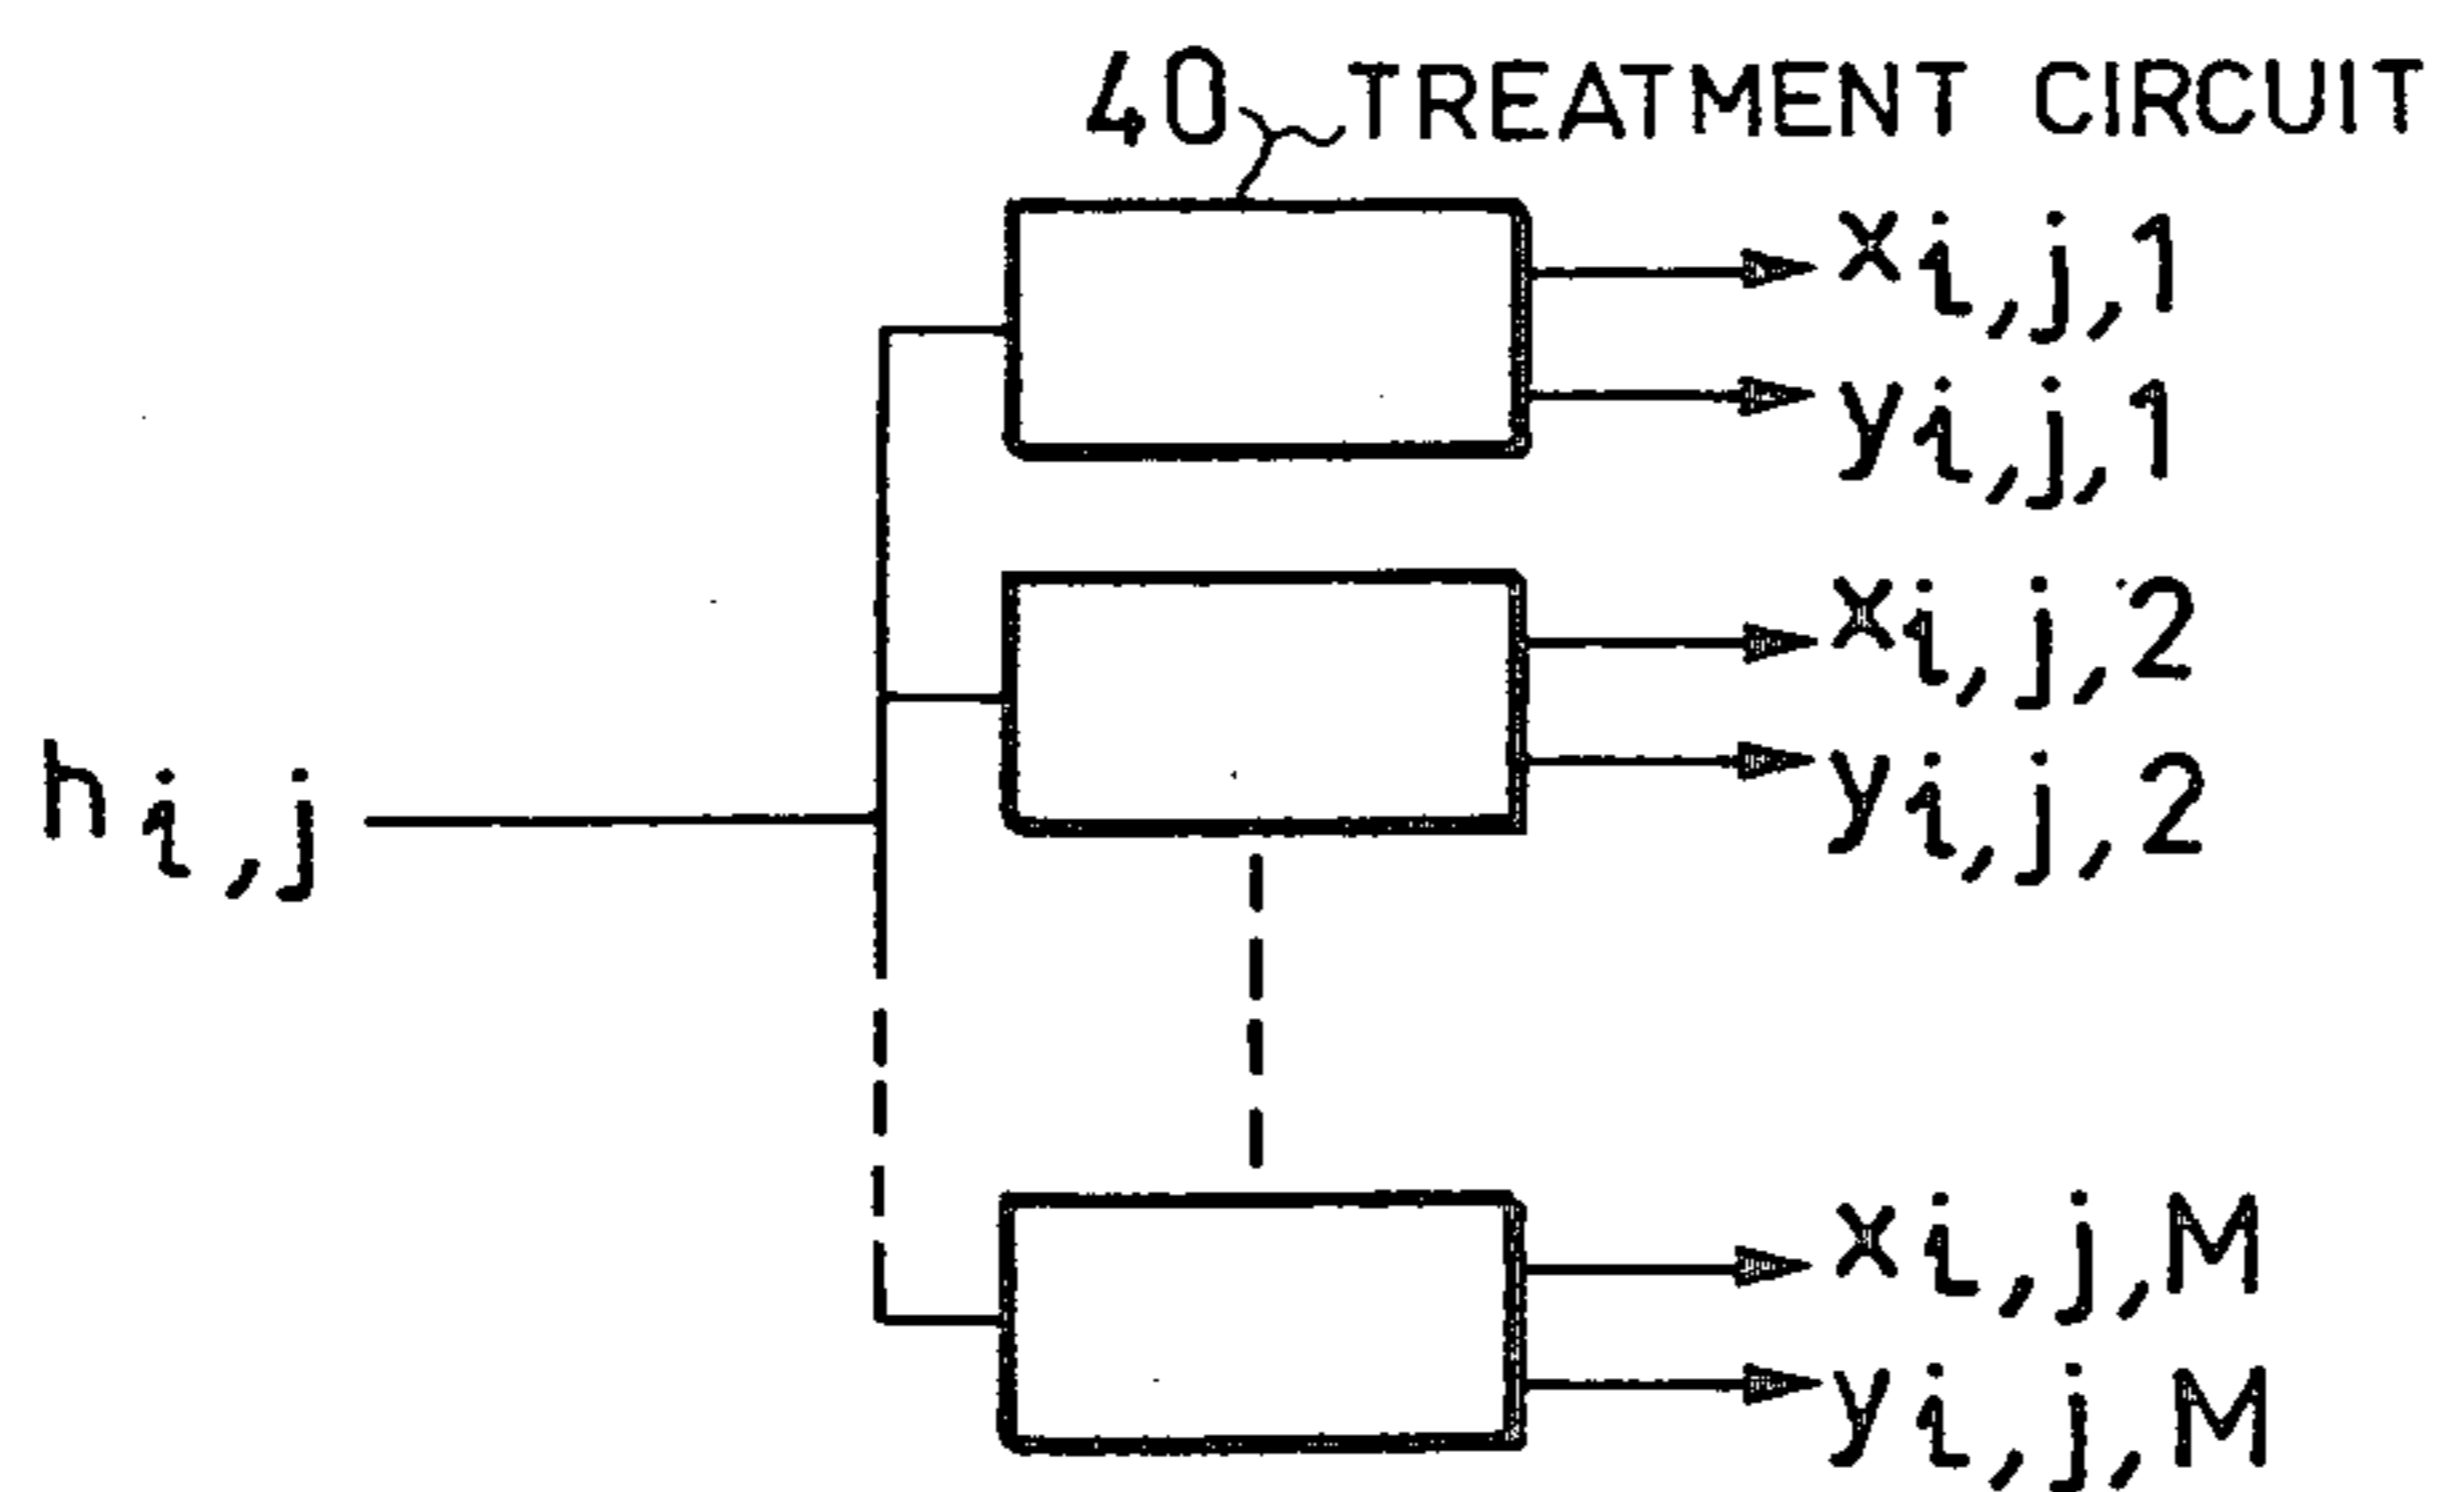 40 TREATMENT CIRCUIT
xi,j,1
yi,j,1
xi,j,2
yi,j,2
hi,j
xi,j,M
yi,j,M